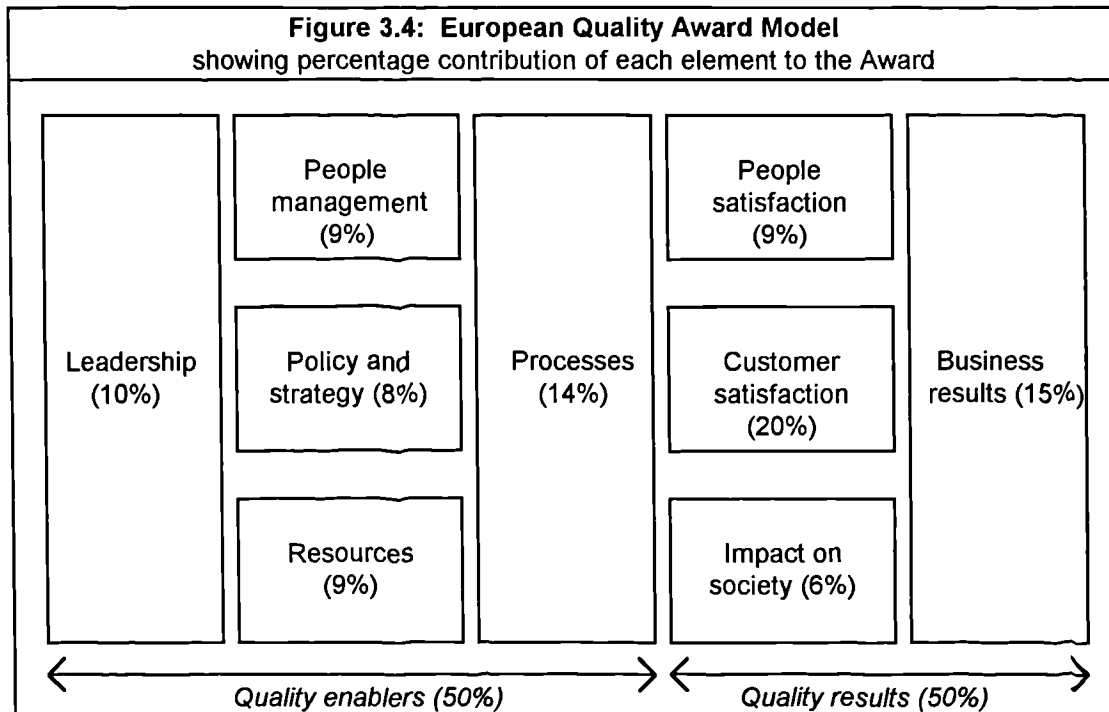 Figure 3.4: European Quality Award Model
showing percentage contribution of each element to the Award
Leadership
(10%)
People
management
(9%)
Policy and
strategy (8%)
Resources
(9%)
Processes
(14%)
People
satisfaction
(9%)
Customer
satisfaction
(20%)
Impact on
society (6%)
Business
results (15%)
Quality enablers (50%)
Quality results (50%)